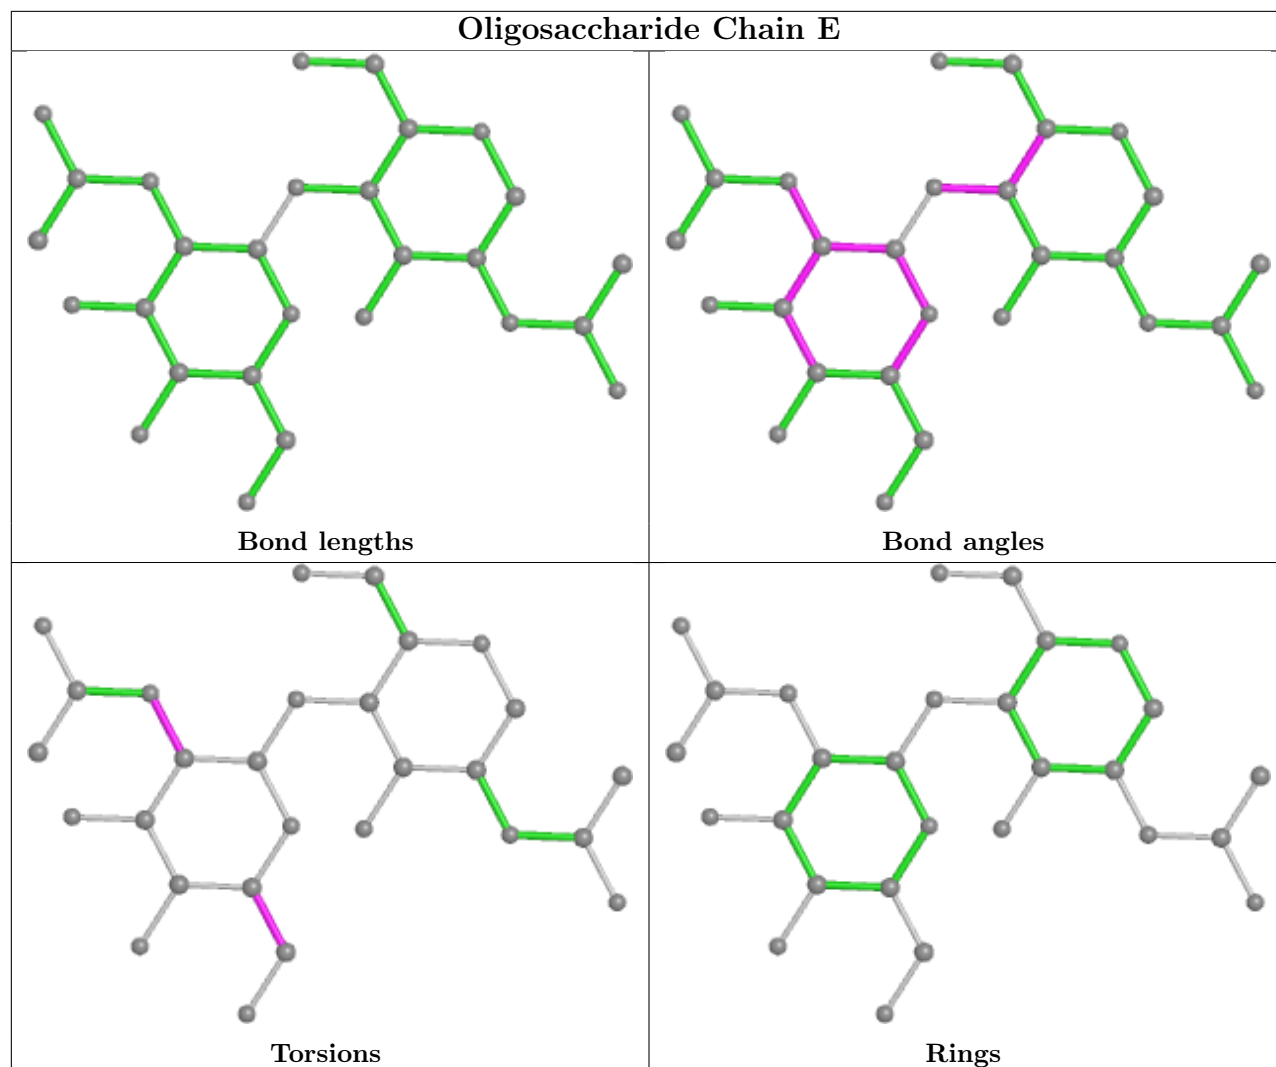 Oligosaccharide Chain E
Bond lengths
Bond angles
Torsions
Rings